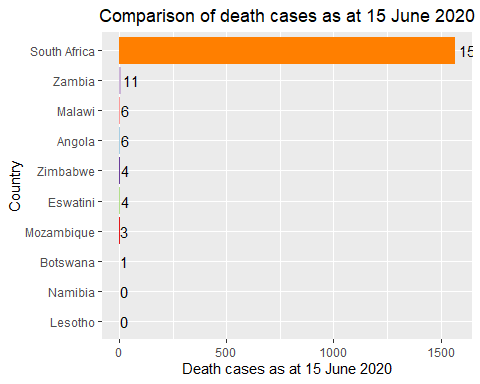 Comparison of death cases as at 15 June 2020
South Africa 15
Zambia 11
Malawi 6
Angola 6
Zimbabwe 4
Eswatini 4
Mozambique 3
Botswana 1
Namibia 0
Lesotho 0
Country
0 500 1000 1500
Death cases as at 15 June 2020